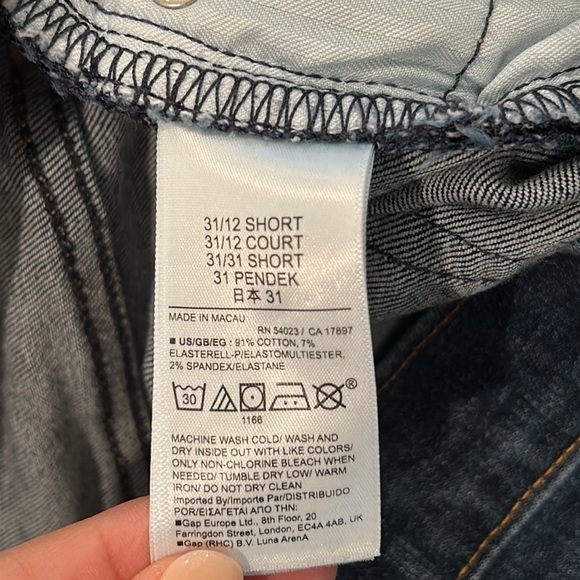 31/12 SHORT
31/12 COURT
31/31 SHORT
31 PENDEK
日本 31
MADE IN MACAU
RN 54023 / CA 17897
■ US/GB/EG : 91% COTTON, 7%
ELASTERELL-P/ELASTOMULTIESTER,
2% SPANDEX/ELASTANE
30
®
1166
MACHINE WASH COLD/ WASH AND
DRY INSIDE OUT WITH LIKE COLORS/
ONLY NON-CHLORINE BLEACH WHEN
NEEDED/ TUMBLE DRY LOW/ WARM
IRON/ DO NOT DRY CLEAN
Imported By/Importe Par/DISTRIBUIDO
POR/ΕΙΣΑΓΕΤΑΙ ΑΠΟ ΤΗΝ:
■Gap Europe Ltd., 8th Floor, 20
Farringdon Street, London, EC4A 4AB, UK
■Gap (RHC) B.V. Luna ArenA